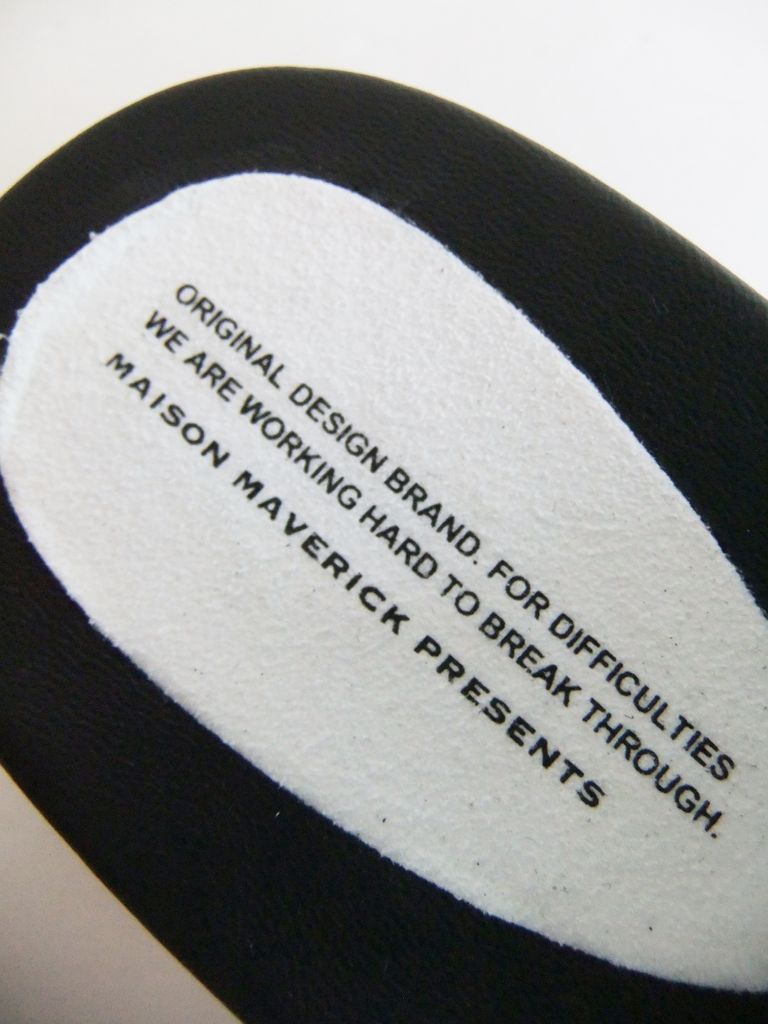 ORIGINAL DESIGN BRAND. FOR DIFFICULTIES
WE ARE WORKING HARD TO BREAK THROUGH.
MAISON MAVERICK PRESENTS